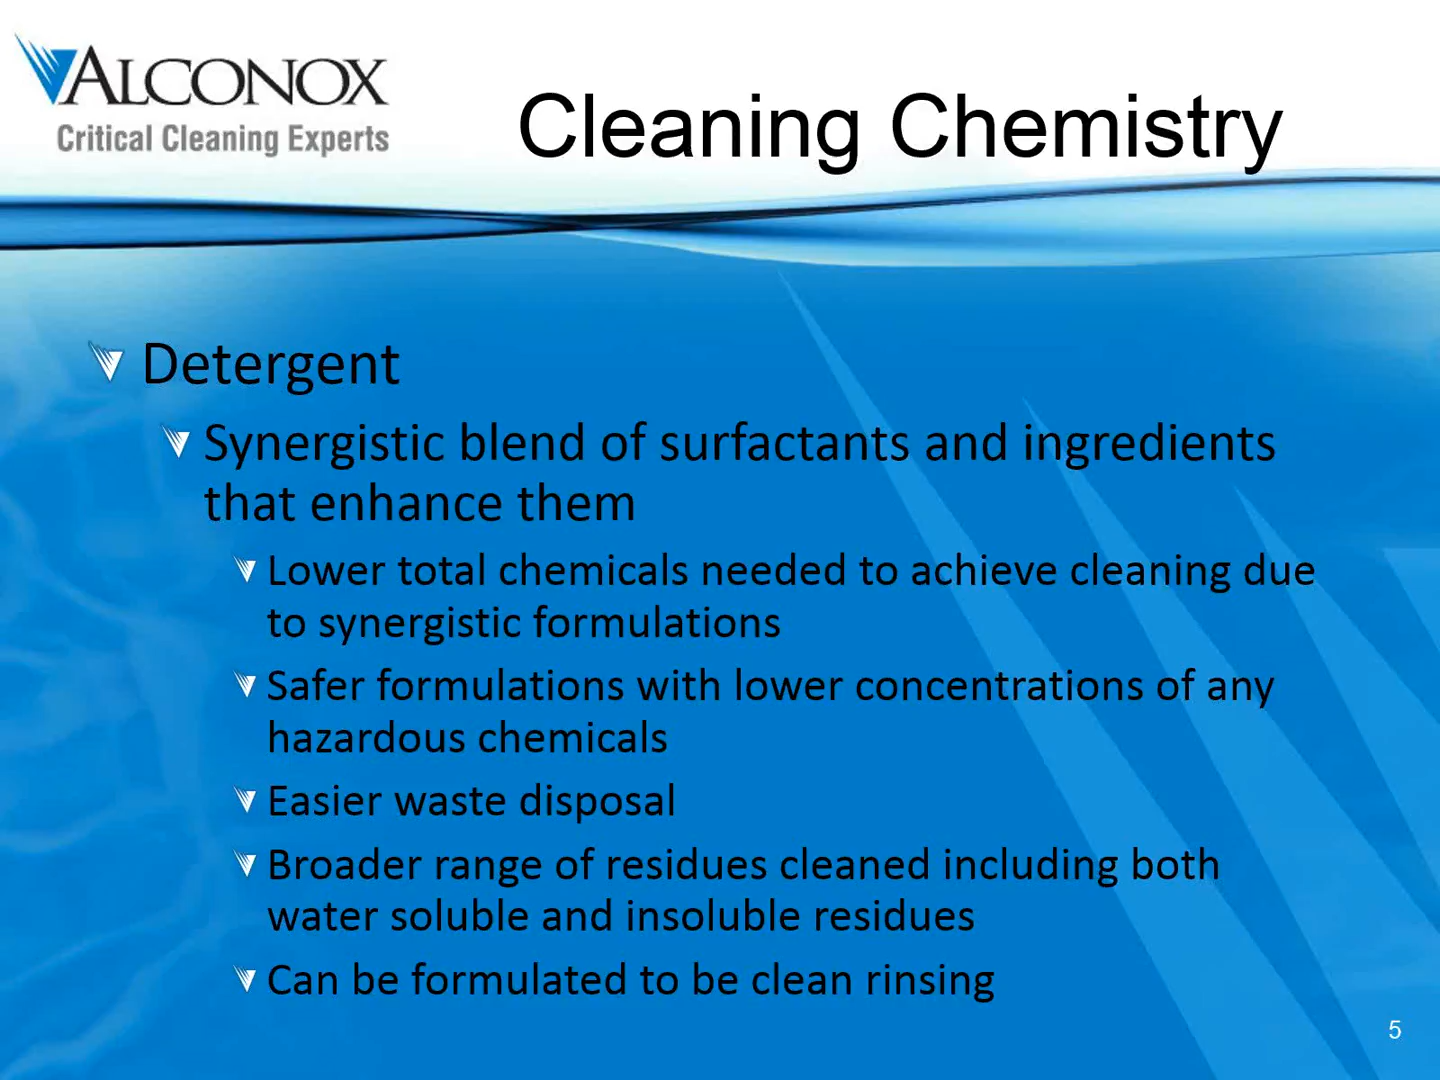 ALCONOX
Critical Cleaning Experts
Cleaning Chemistry
Detergent
Synergistic blend of surfactants and ingredients
that enhance them
Lower total chemicals needed to achieve cleaning due
to synergistic formulations
Safer formulations with lower concentrations of any
hazardous chemicals
Easier waste disposal
Broader range of residues cleaned including both
water soluble and insoluble residues
Can be formulated to be clean rinsing
5